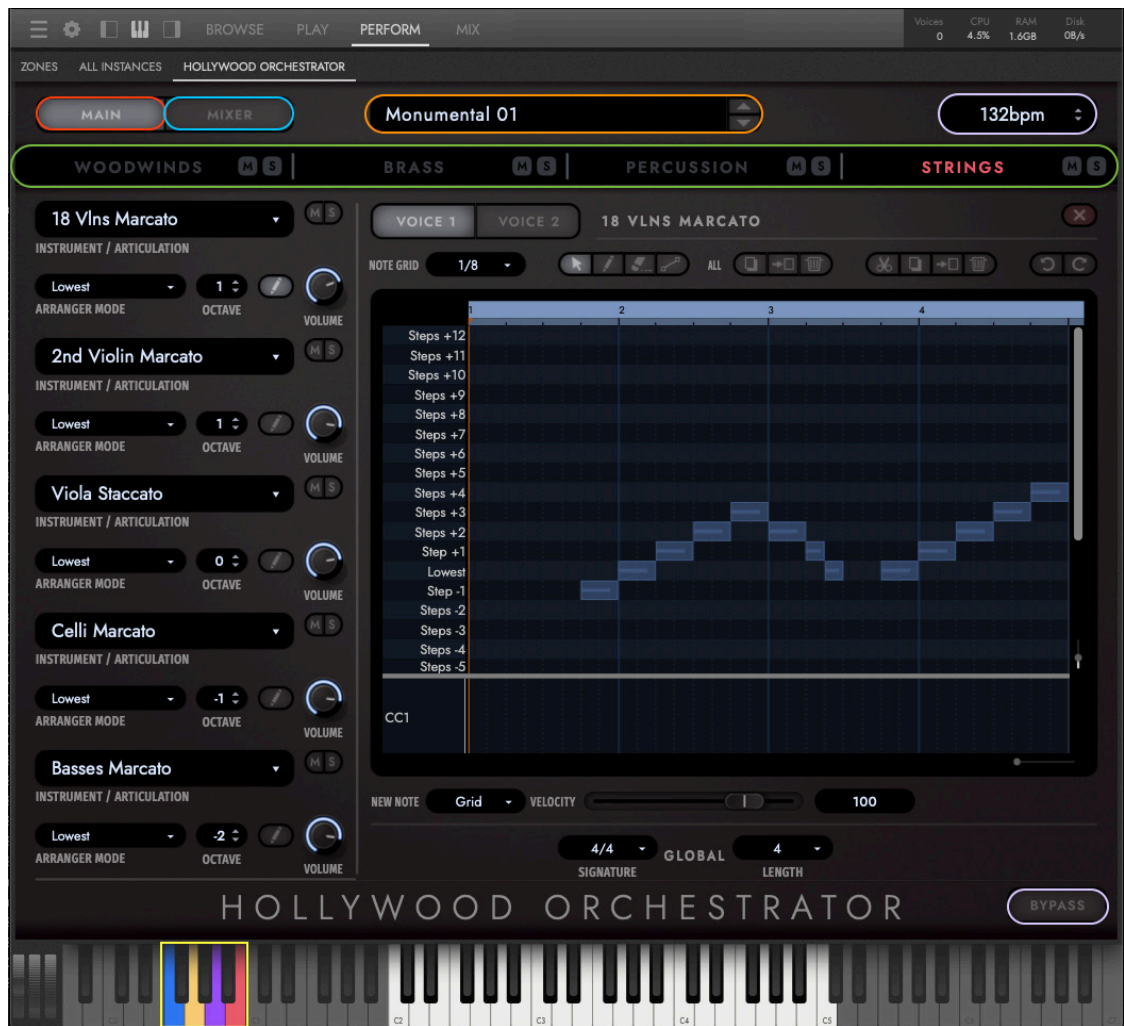 BROWSE PLAY PERFORM MIX
Voices CPU RAM Disk
0 4.5% 1.6GB 0B/s
ZONES ALL INSTANCES HOLLYWOOD ORCHESTRATOR
MAIN MIXER Monumental 01 132bpm
WOODWINDS M S BRASS M S PERCUSSION M S STRINGS M S
18 Vlns Marcato M S
INSTRUMENT / ARTICULATION
Lowest 1
ARRANGER MODE OCTAVE VOLUME
2nd Violin Marcato M S
INSTRUMENT / ARTICULATION
Lowest 1
ARRANGER MODE OCTAVE VOLUME
Viola Staccato M S
INSTRUMENT / ARTICULATION
Lowest 0
ARRANGER MODE OCTAVE VOLUME
Celli Marcato M S
INSTRUMENT / ARTICULATION
Lowest -1
ARRANGER MODE OCTAVE VOLUME
Basses Marcato M S
INSTRUMENT / ARTICULATION
Lowest -2
ARRANGER MODE OCTAVE VOLUME
VOICE 1 VOICE 2 18 VLNS MARCATO
NOTE GRID 1/8 ALL
1 2 3 4
Steps +12
Steps +11
Steps +10
Steps +9
Steps +8
Steps +7
Steps +6
Steps +5
Steps +4
Steps +3
Steps +2
Step +1
Lowest
Step -1
Steps -2
Steps -3
Steps -4
Steps -5
CC1
NEW NOTE Grid VELOCITY 100
4/4 GLOBAL 4
SIGNATURE LENGTH
HOLLYWOOD ORCHESTRATOR BYPASS
C2 C3 C4 C5